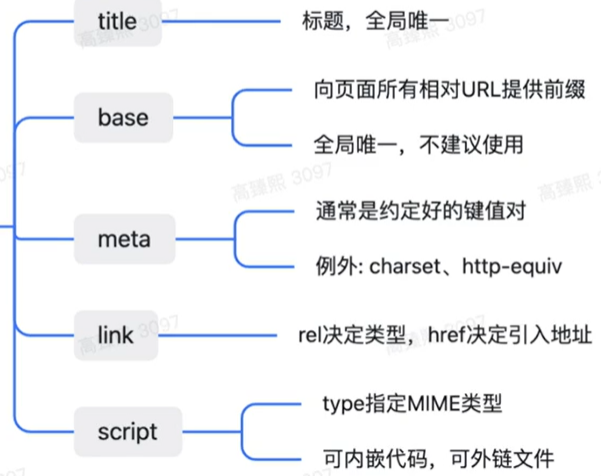 title
标题，全局唯一
base
向页面所有相对URL提供前缀
全局唯一，不建议使用
meta
通常是约定好的键值对
例外: charset、http-equiv
link
rel决定类型，href决定引入地址
script
type指定MIME类型
可内嵌代码，可外链文件
高臻熙 3097
高臻熙 3097
高臻熙 3097
高臻熙 3097
高臻熙 3097